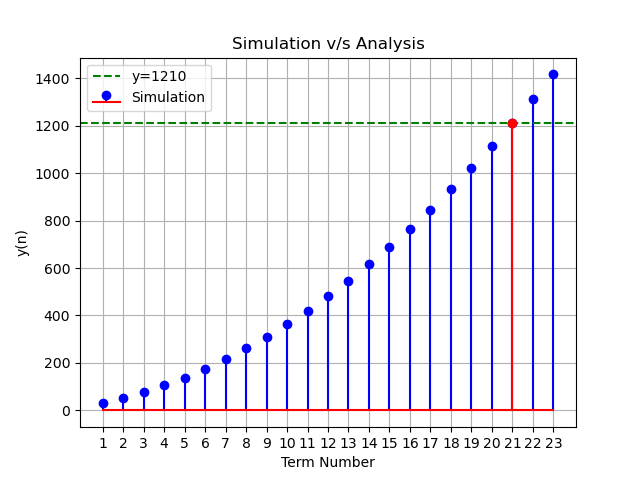 Simulation v/s Analysis
y=1210
Simulation
1400
1200
1000
800
600
400
200
0
y(n)
1 2 3 4 5 6 7 8 9 10 11 12 13 14 15 16 17 18 19 20 21 22 23
Term Number